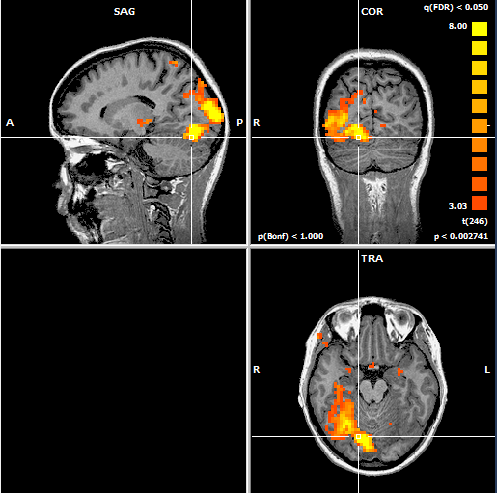 SAG
A
P
COR
q(FDR) < 0.050
8.00
R
3.03
t(246)
p(Bonf) < 1.000
p < 0.002741
TRA
R
L